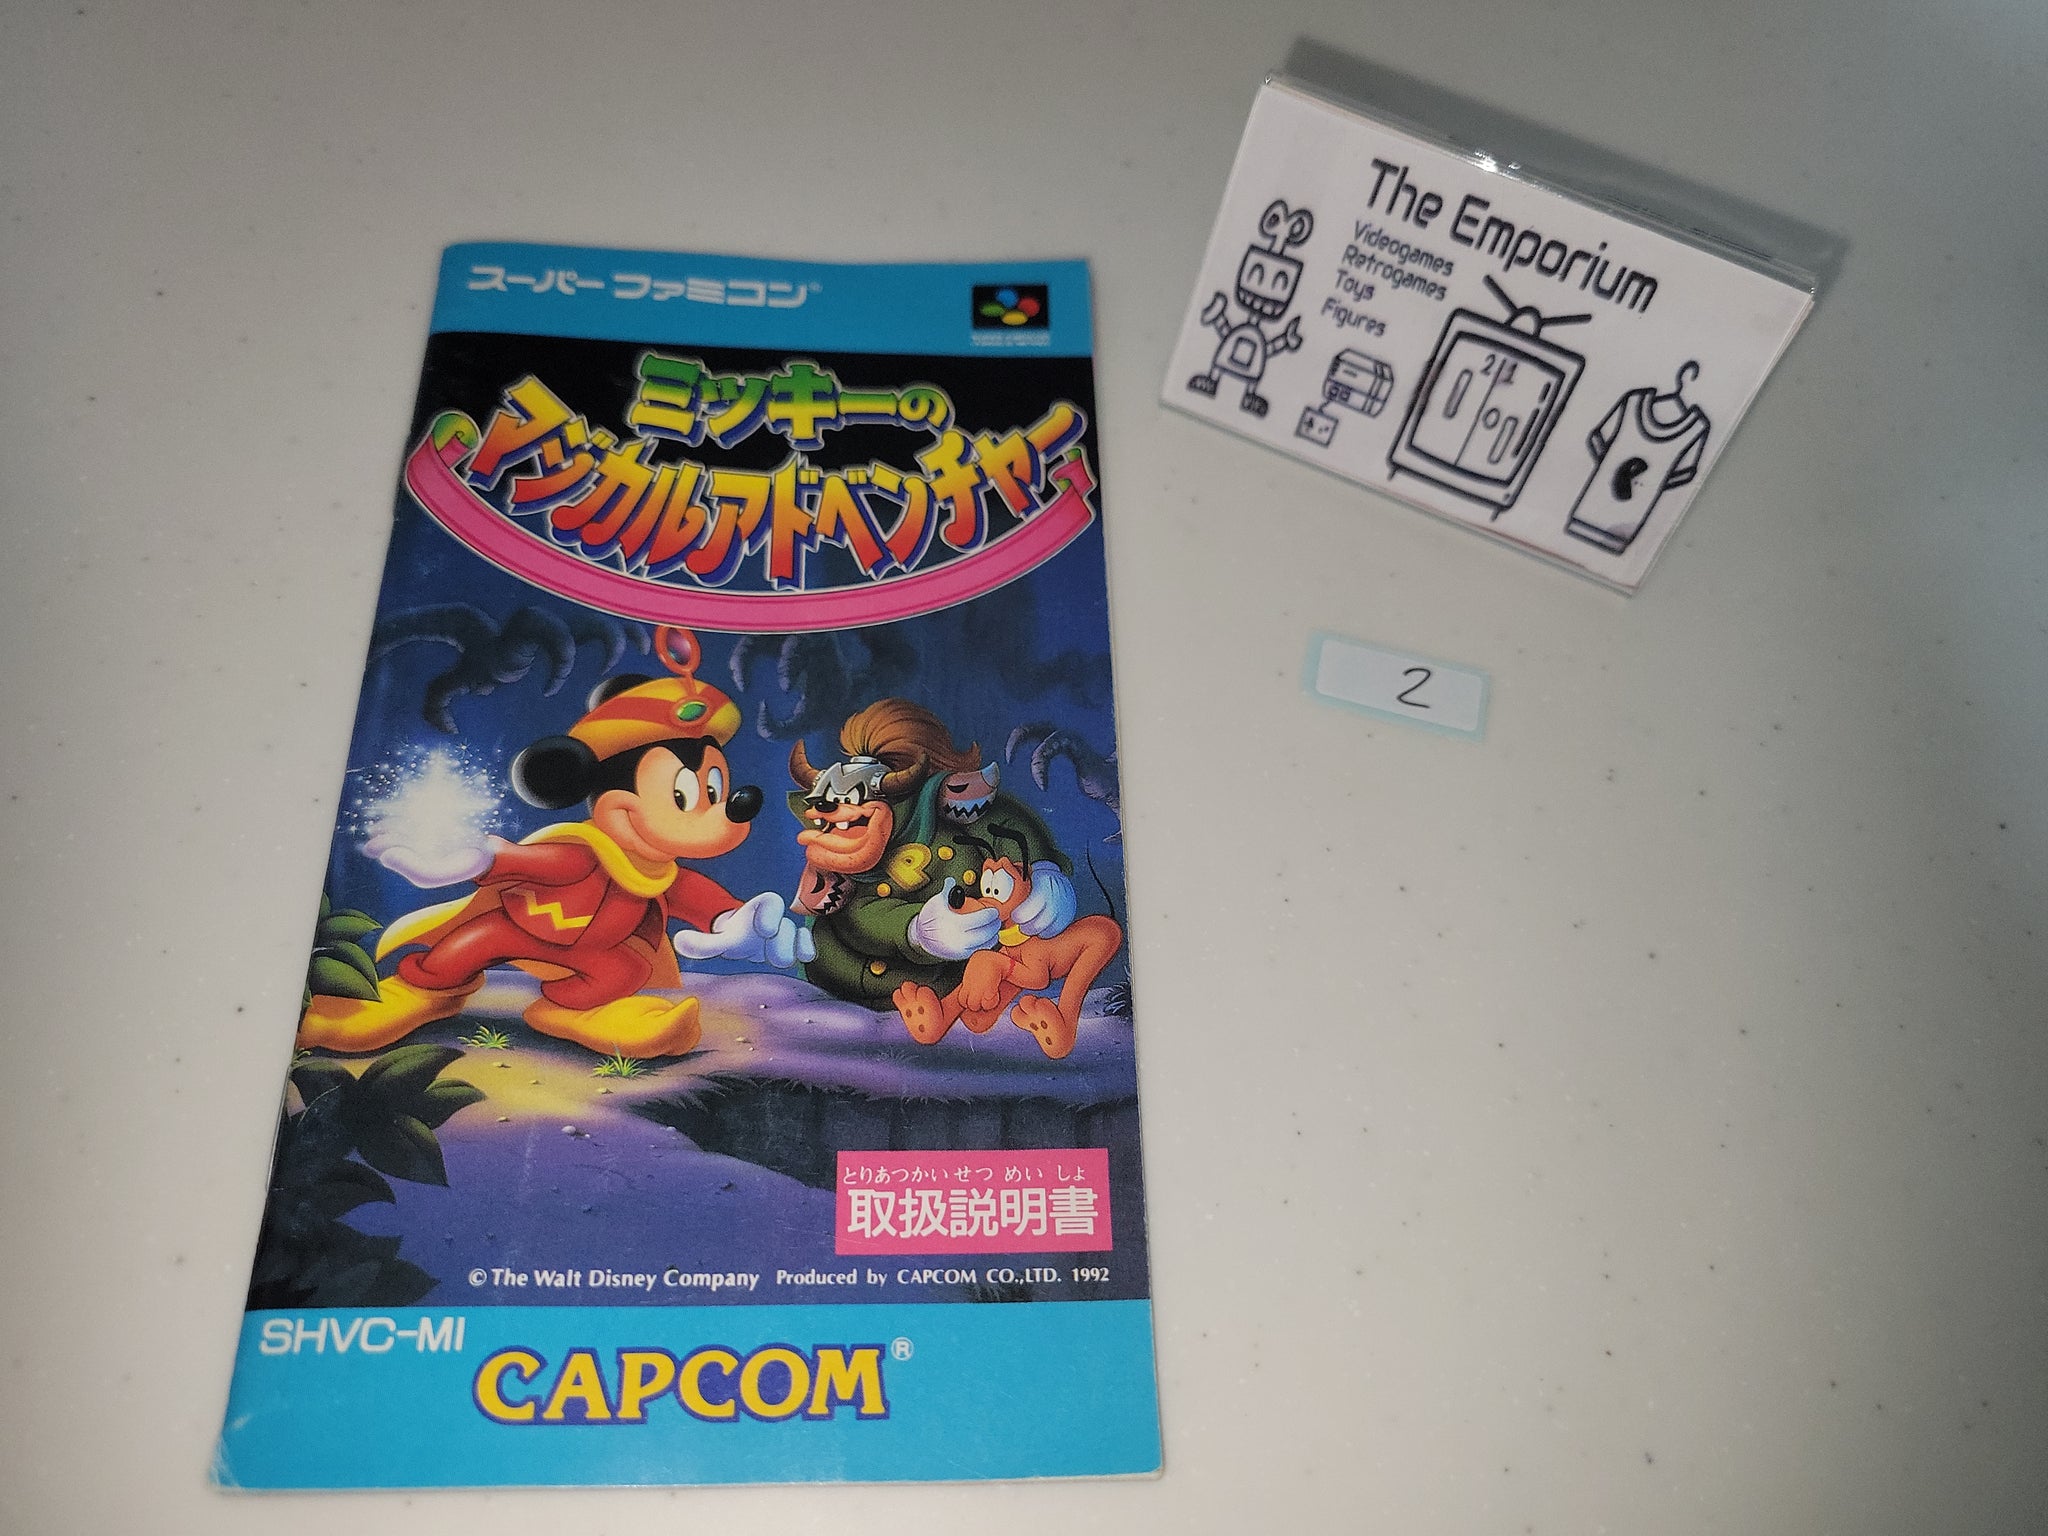 スーパーファミコン
ミッキーの
マジカルアドベンチャー
とりあつかいせつめいしょ
取扱説明書
© The Walt Disney Company Produced by CAPCOM CO.,LTD. 1992
SHVC-MI
CAPCOM®
The Emporium
Videogames
Retrogames
Toys
Figures
2 1
2